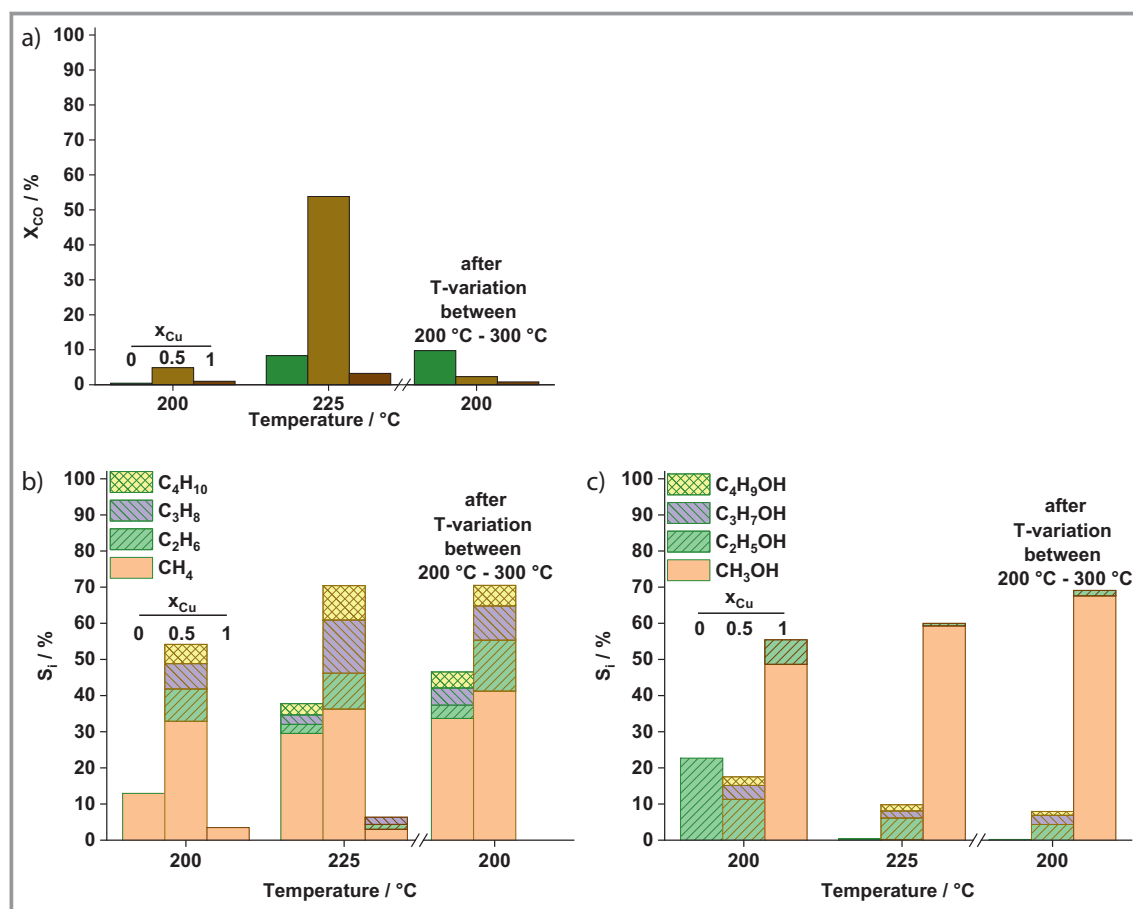 a)
100
90
80
70
60
50
40
30
20
10
0
X_CO / %
x_Cu
0 0.5 1
after
T-variation
between
200 °C - 300 °C
200 225 200
Temperature / °C
b)
100
90
80
70
60
50
40
30
20
10
0
S_i / %
C4H10
C3H8
C2H6
CH4
x_Cu
0 0.5 1
after
T-variation
between
200 °C - 300 °C
200 225 200
Temperature / °C
c)
100
90
80
70
60
50
40
30
20
10
0
S_i / %
C4H9OH
C3H7OH
C2H5OH
CH3OH
x_Cu
0 0.5 1
after
T-variation
between
200 °C - 300 °C
200 225 200
Temperature / °C